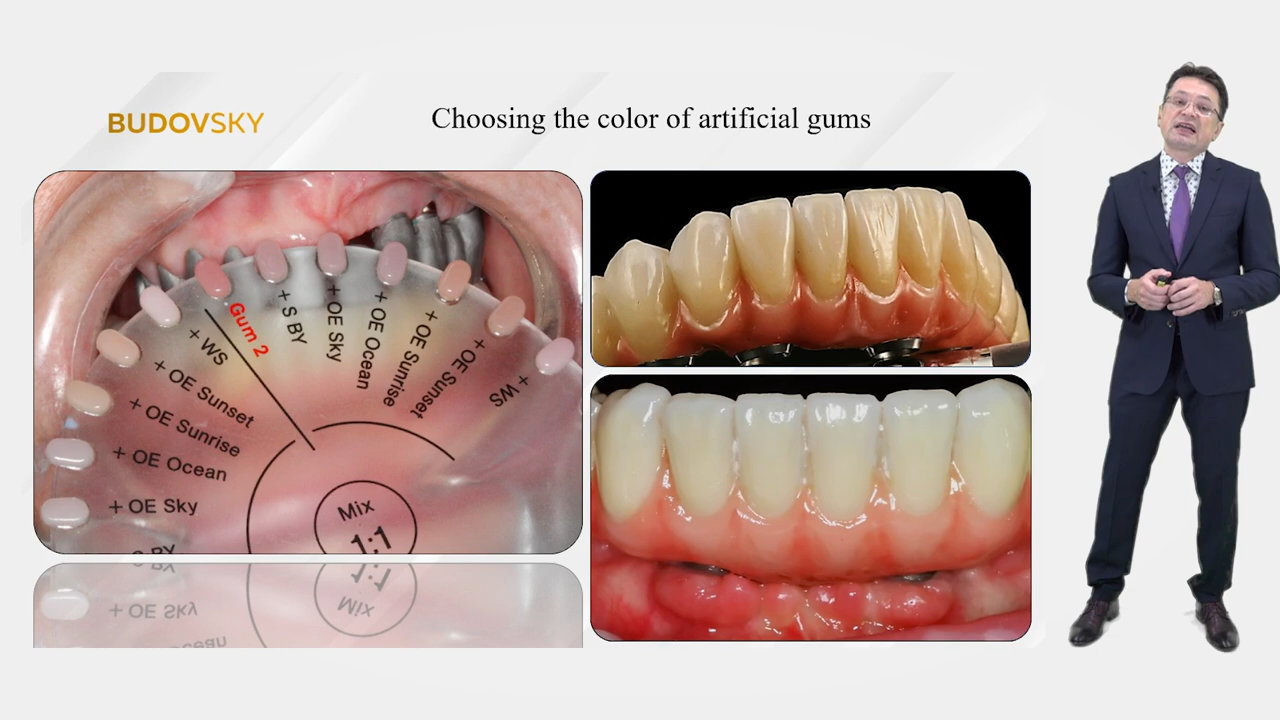 BUDOVSKY
Choosing the color of artificial gums
Gum 2
+ S BY
+ OE Sky
+ OE Ocean
+ OE Sunrise
+ OE Sunset
+ WS
+ WS
+ OE Sunset
+ OE Sunrise
+ OE Ocean
+ OE Sky
S BY
Mix
1:1